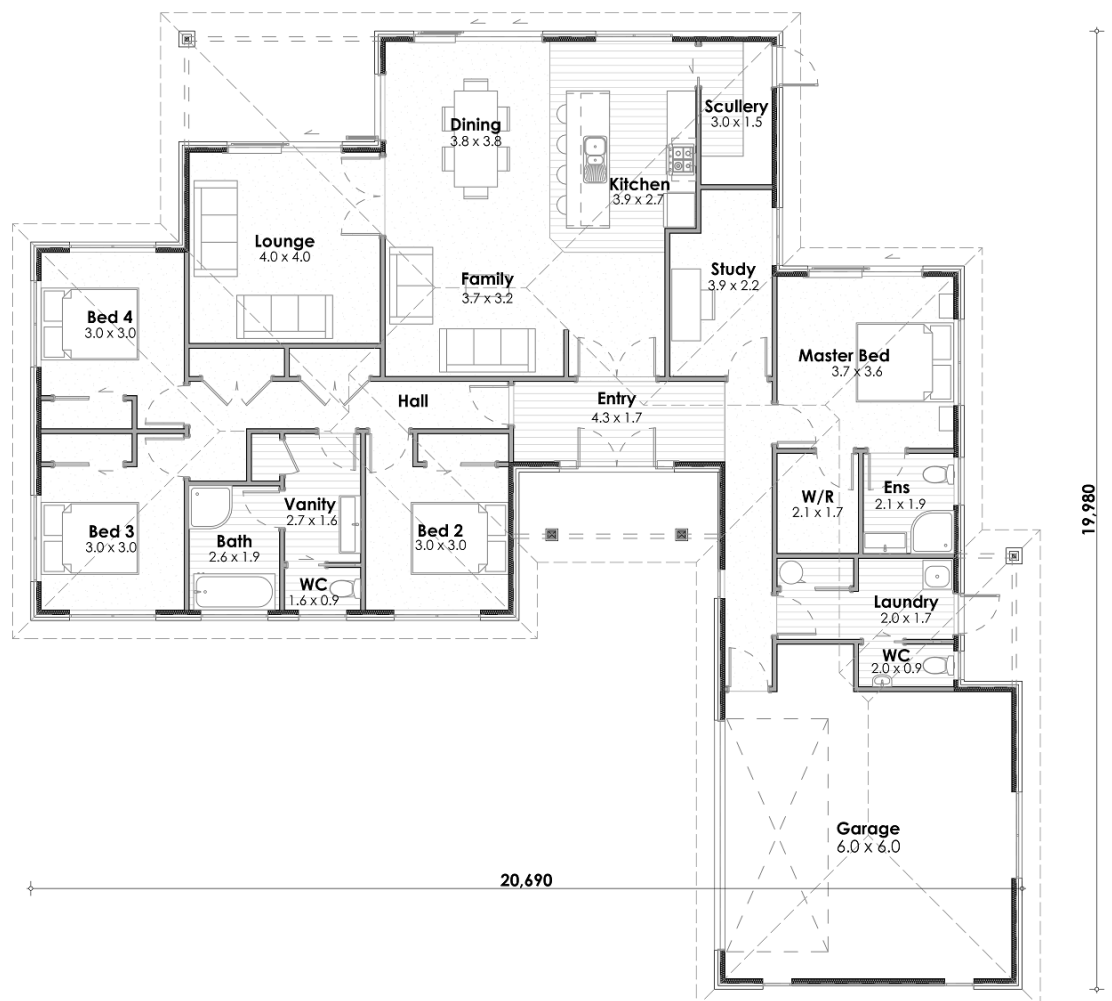 Scullery
3.0 x 1.5
Dining
3.8 x 3.8
Kitchen
3.9 x 2.7
Lounge
4.0 x 4.0
Family
3.7 x 3.2
Study
3.9 x 2.2
Bed 4
3.0 x 3.0
Master Bed
3.7 x 3.6
Hall
Entry
4.3 x 1.7
W/R
2.1 x 1.7
Ens
2.1 x 1.9
Vanity
2.7 x 1.6
Bed 3
3.0 x 3.0
Bath
2.6 x 1.9
Bed 2
3.0 x 3.0
WC
1.6 x 0.9
Laundry
2.0 x 1.7
WC
2.0 x 0.9
Garage
6.0 x 6.0
20,690
19,980